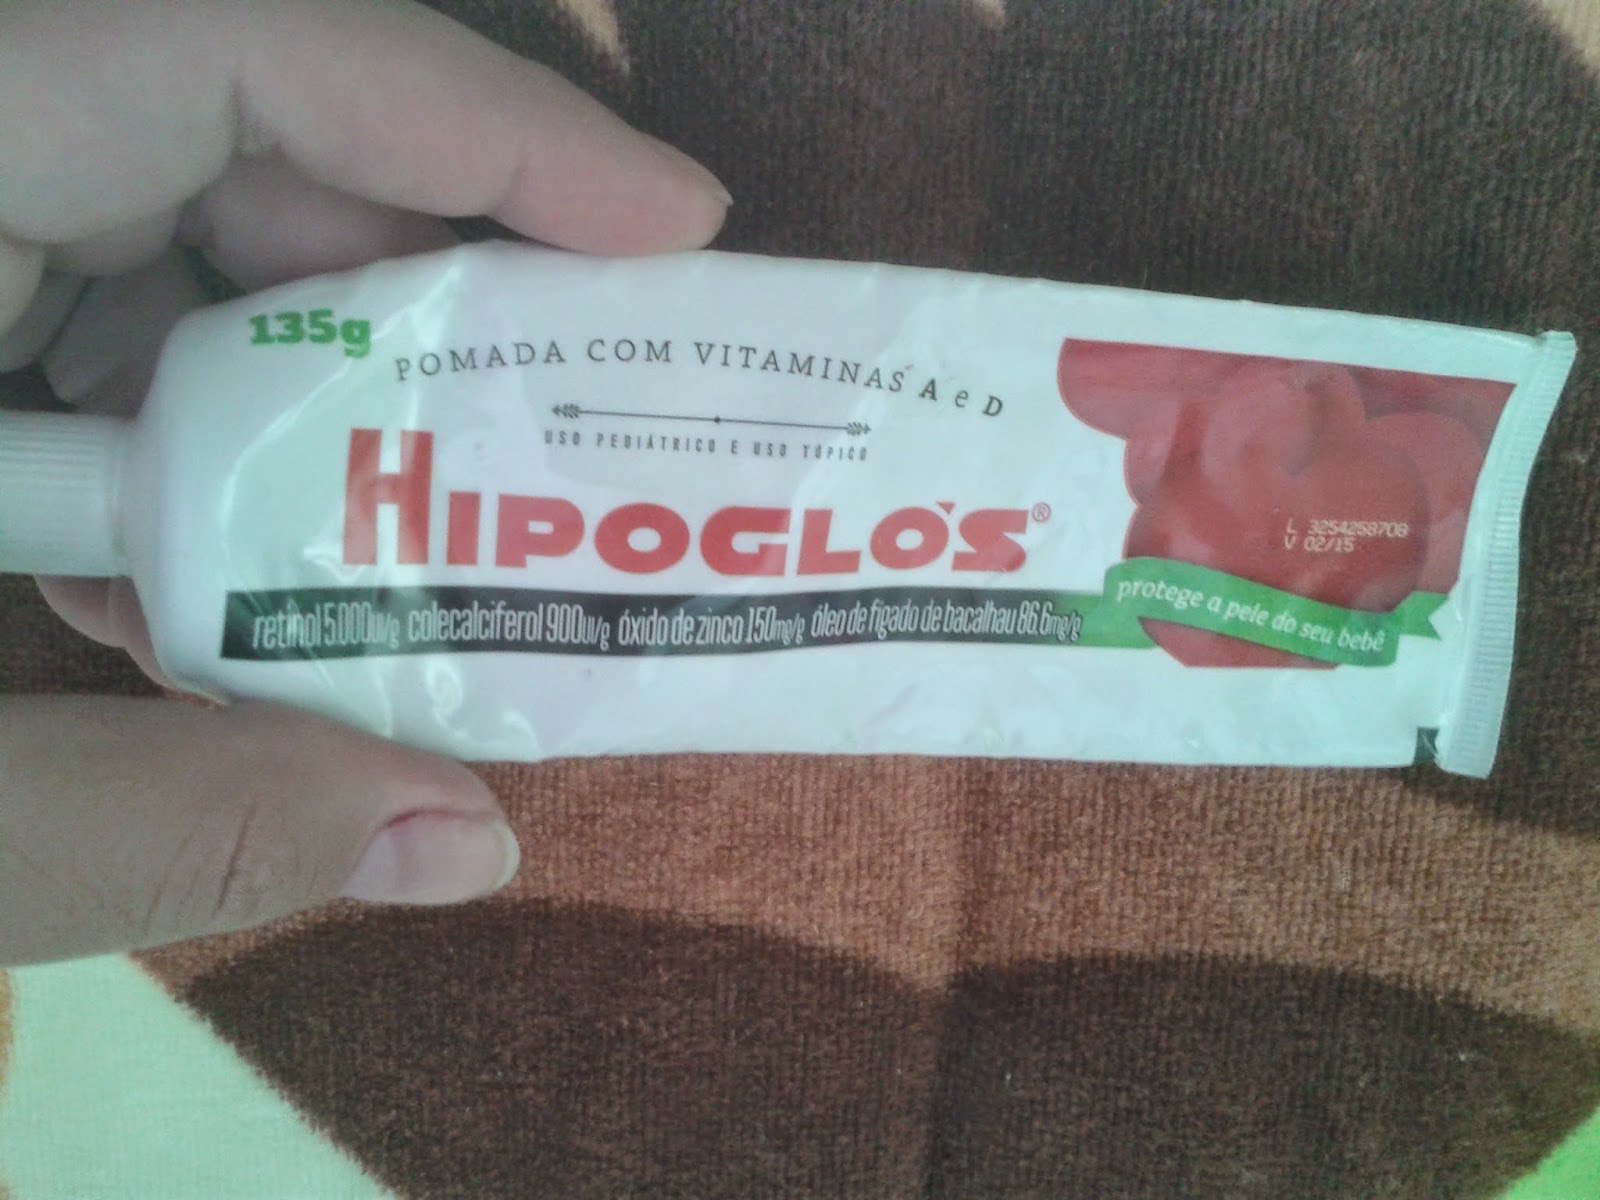 135g
POMADA COM VITAMINAS A e D
USO PEDIÁTRICO E USO TÓPICO
HIPOGLÓS®
retinol 5.000UI/g colecalciferol 900UI/g óxido de zinco 150mg/g óleo de fígado de bacalhau 86,6mg/g
L 3254258708
V 02/15
protege a pele do seu bebê